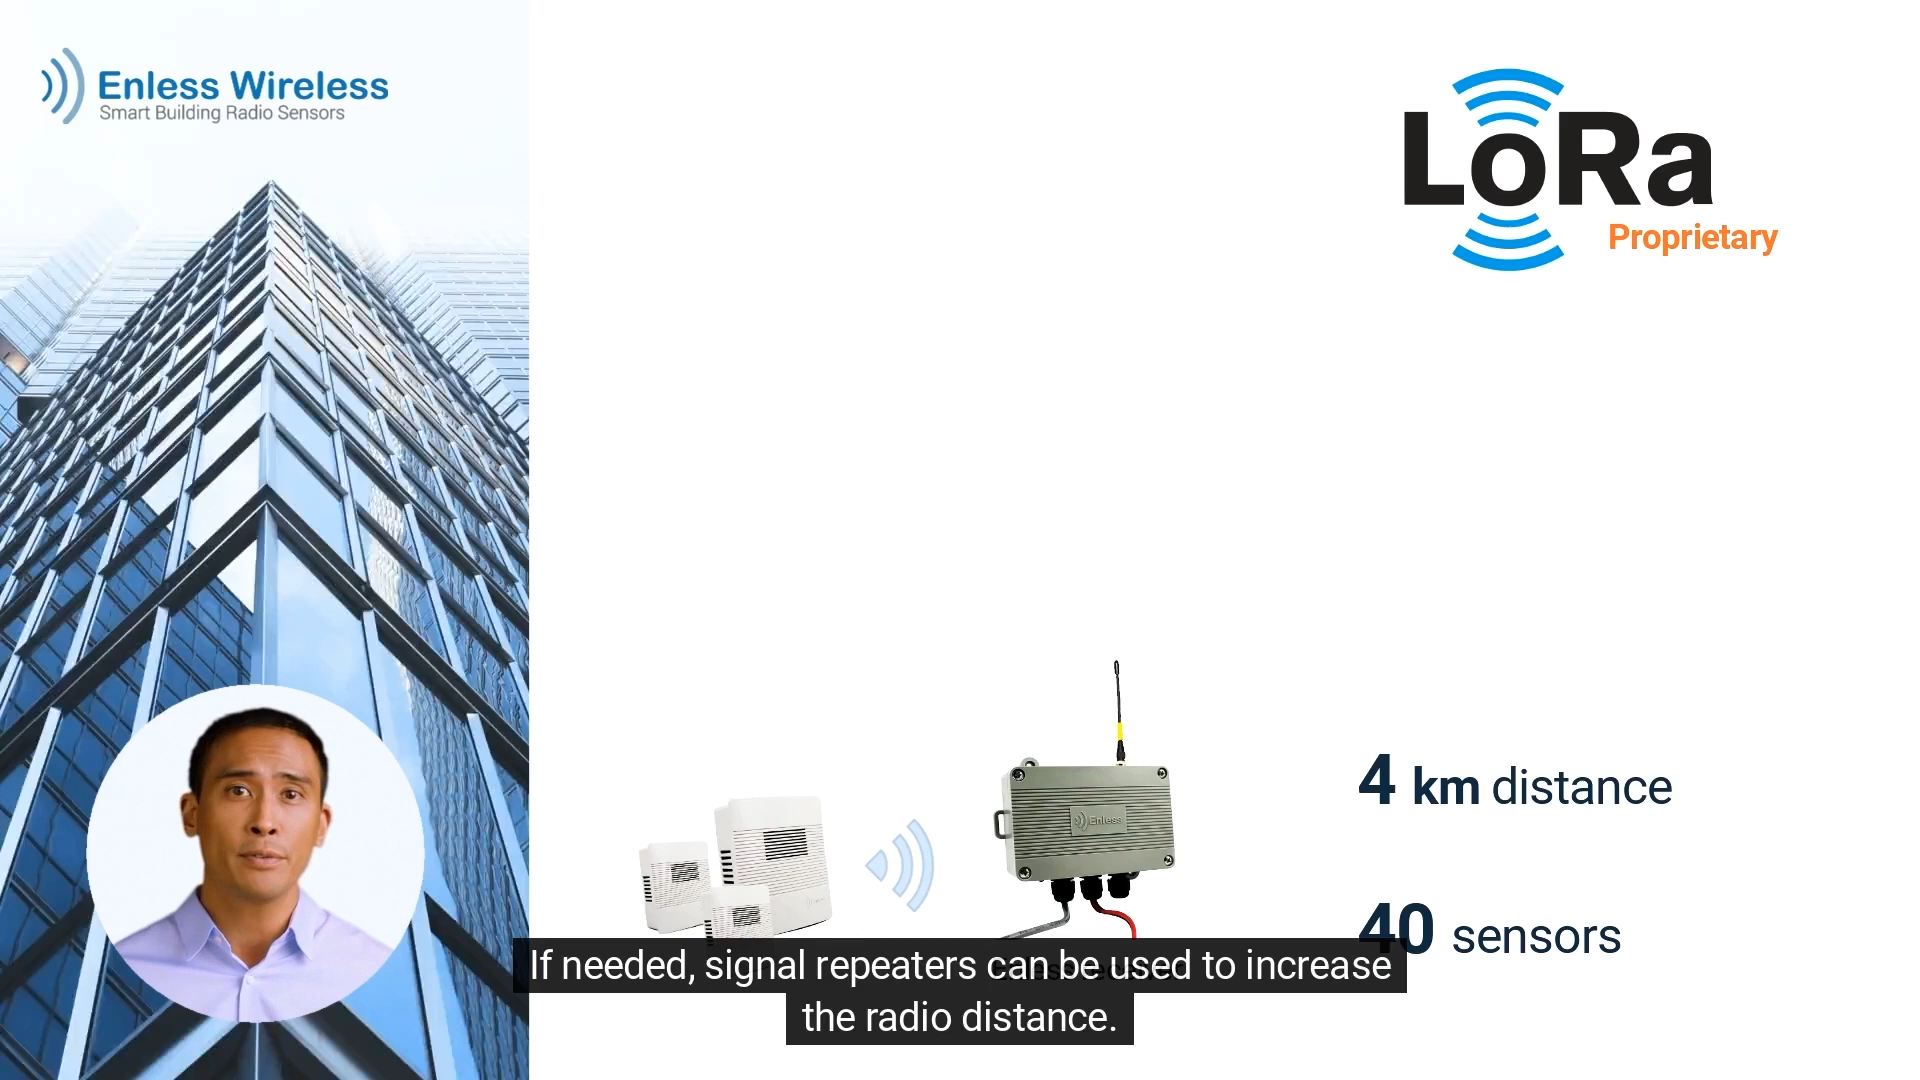 Enless Wireless
Smart Building Radio Sensors
LoRa
Proprietary
Enless
4 km distance
40 sensors
If needed, signal repeaters can be used to increase
the radio distance.